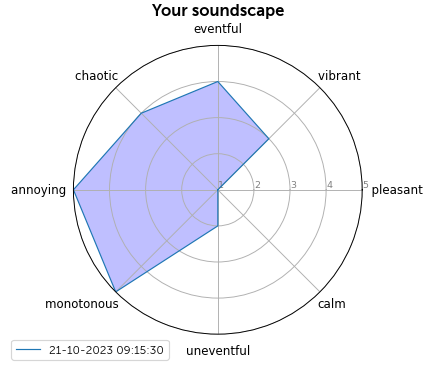 Your soundscape
eventful
chaotic
vibrant
annoying
1
2
3
4
5
pleasant
monotonous
calm
uneventful
21-10-2023 09:15:30